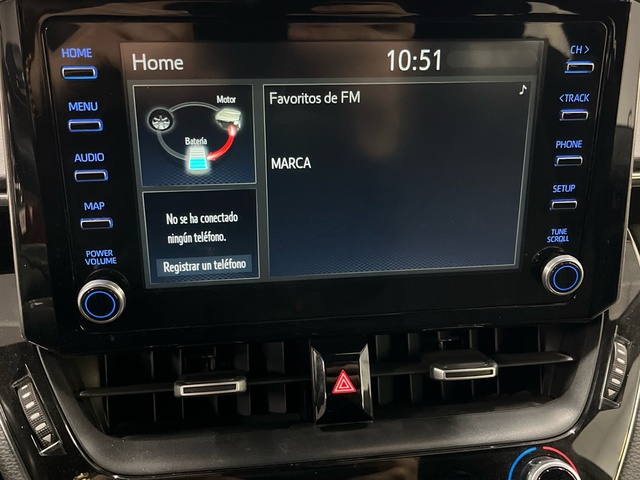 HOME
MENU
AUDIO
MAP
POWER
VOLUME
Home
10:51
Motor
Batería
No se ha conectado
ningún teléfono.
Registrar un teléfono
Favoritos de FM
MARCA
CH >
< TRACK
PHONE
SETUP
TUNE
SCROLL